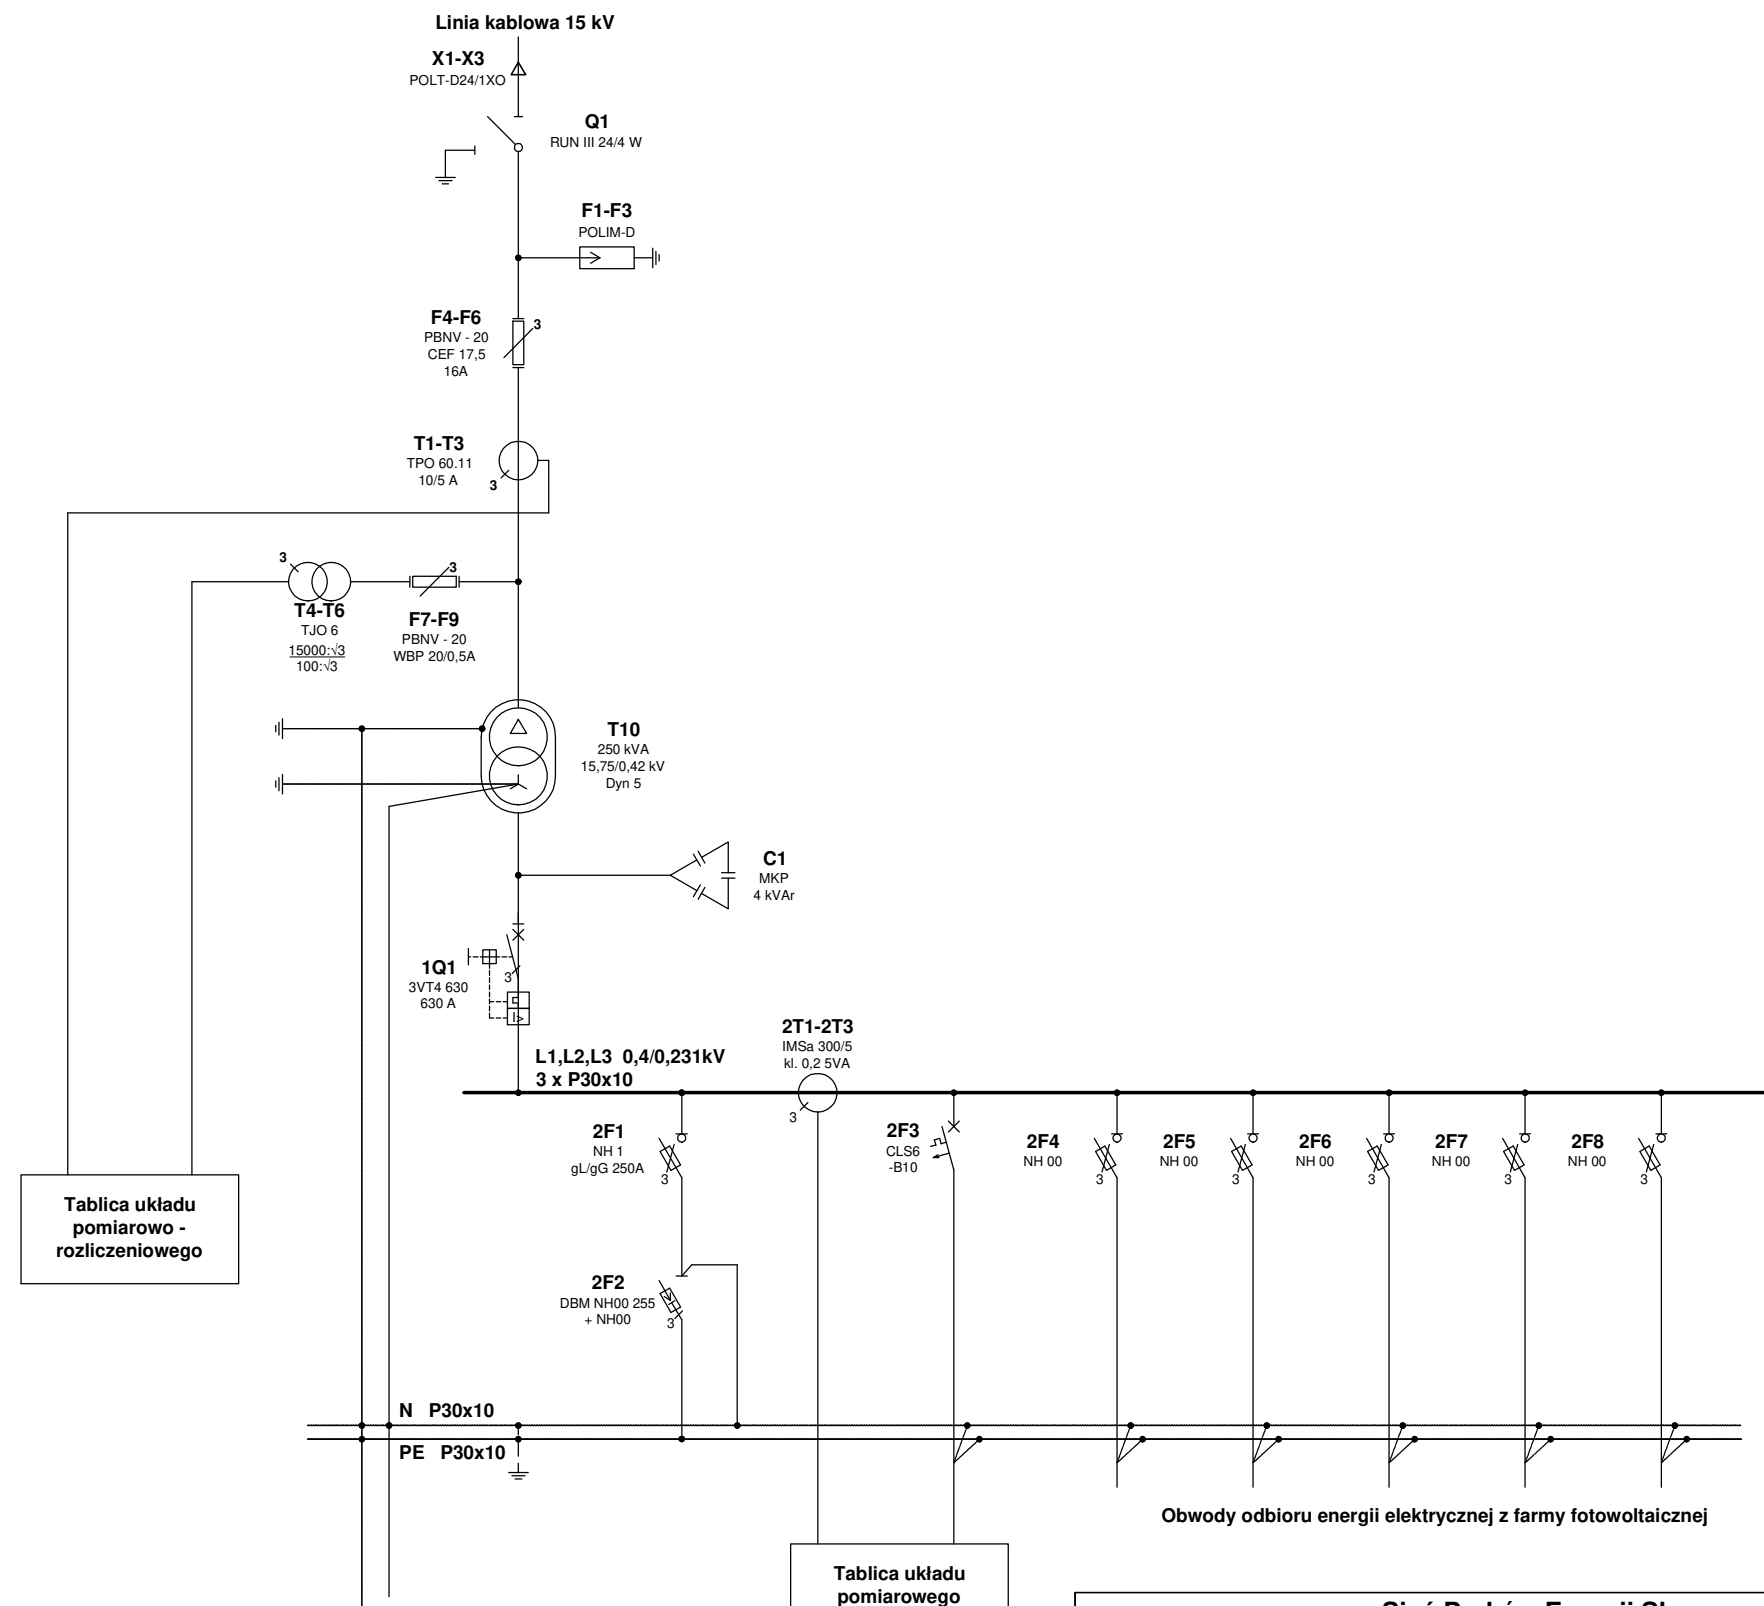 Linia kablowa 15 kV
X1-X3
POLT-D24/1XO
Q1
RUN III 24/4 W
F1-F3
POLIM-D
F4-F6
PBNV - 20
CEF 17,5
16A
3
T1-T3
TPO 60.11
10/5 A
3
3
T4-T6
TJO 6
15000:√3
100:√3
3
F7-F9
PBNV - 20
WBP 20/0,5A
T10
250 kVA
15,75/0,42 kV
Dyn 5
C1
MKP
4 kVAr
1Q1
3VT4 630
630 A
3
I>
L1,L2,L3 0,4/0,231kV
3 x P30x10
2T1-2T3
IMSa 300/5
kl. 0,2 5VA
3
2F1
NH 1
gL/gG 250A
3
2F3
CLS6
-B10
2F4
NH 00
3
2F5
NH 00
3
2F6
NH 00
3
2F7
NH 00
3
2F8
NH 00
3
Tablica układu
pomiarowo -
rozliczeniowego
2F2
DBM NH00 255
+ NH00
3
N P30x10
PE P30x10
Obwody odbioru energii elektrycznej z farmy fotowoltaicznej
Tablica układu
pomiarowego